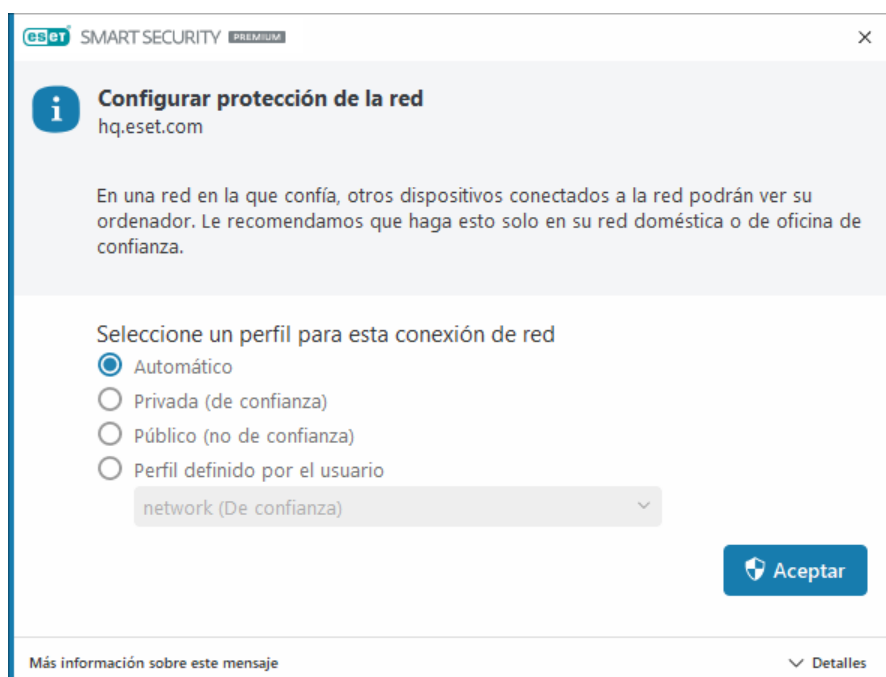 eset SMART SECURITY PREMIUM
Configurar protección de la red
hq.eset.com
En una red en la que confía, otros dispositivos conectados a la red podrán ver su
ordenador. Le recomendamos que haga esto solo en su red doméstica o de oficina de
confianza.
Seleccione un perfil para esta conexión de red
Automático
Privada (de confianza)
Público (no de confianza)
Perfil definido por el usuario
network (De confianza)
Aceptar
Más información sobre este mensaje
Detalles